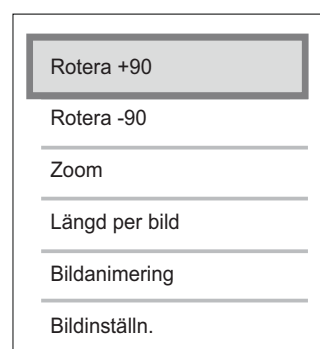 Rotera +90
Rotera -90
Zoom
Längd per bild
Bildanimering
Bildinställn.